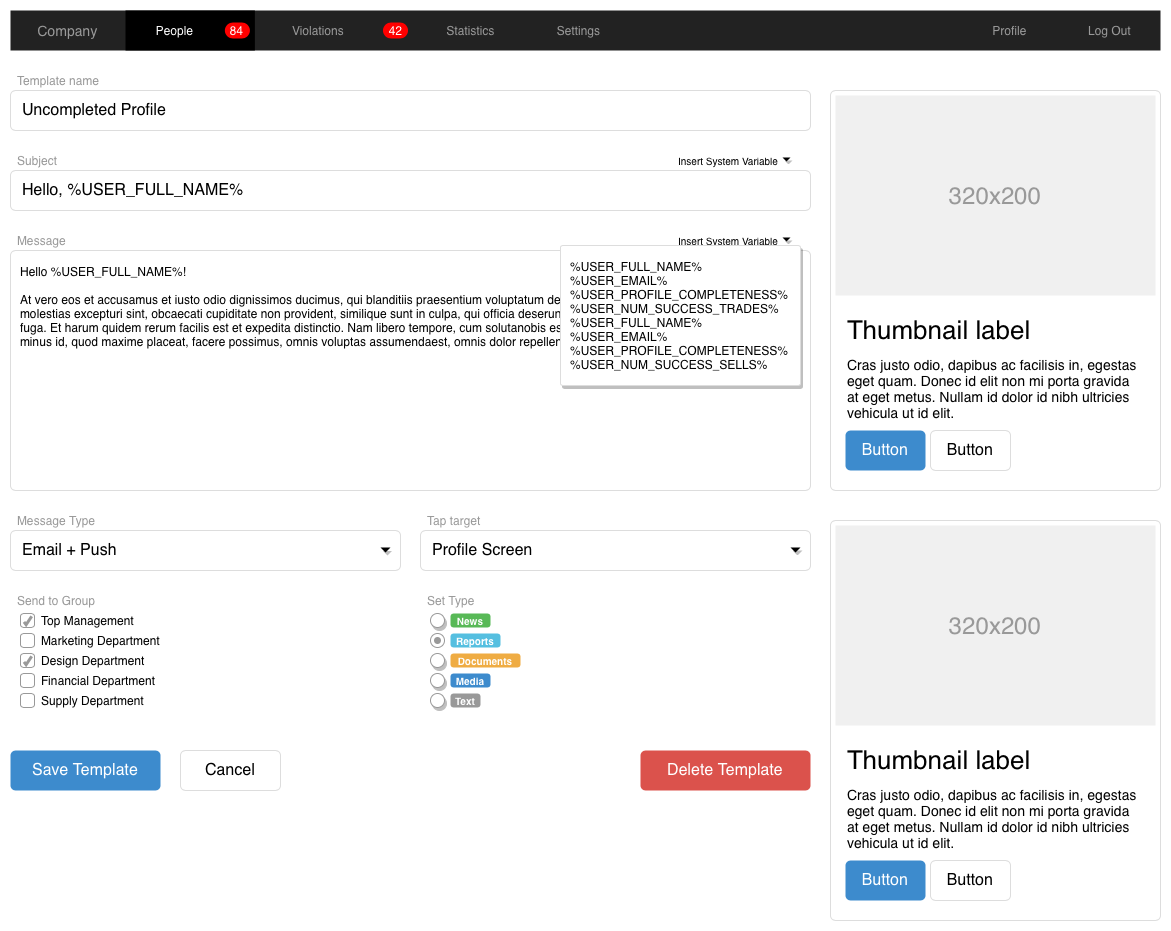 Company People 84 Violations 42 Statistics Settings Profile Log Out
Template name
Uncompleted Profile
Subject
Insert System Variable
Hello, %USER_FULL_NAME%
Message
Insert System Variable
Hello %USER_FULL_NAME%!
At vero eos et accusamus et iusto odio dignissimos ducimus, qui blanditiis praesentium voluptatum de
molestias excepturi sint, obcaecati cupiditate non provident, similique sunt in culpa, qui officia deserun
fuga. Et harum quidem rerum facilis est et expedita distinctio. Nam libero tempore, cum solutanobis es
minus id, quod maxime placeat, facere possimus, omnis voluptas assumendaest, omnis dolor repellen
%USER_FULL_NAME%
%USER_EMAIL%
%USER_PROFILE_COMPLETENESS%
%USER_NUM_SUCCESS_TRADES%
%USER_FULL_NAME%
%USER_EMAIL%
%USER_PROFILE_COMPLETENESS%
%USER_NUM_SUCCESS_SELLS%
Message Type
Email + Push
Tap target
Profile Screen
Send to Group
Top Management
Marketing Department
Design Department
Financial Department
Supply Department
Set Type
News
Reports
Documents
Media
Text
Save Template
Cancel
Delete Template
320x200
Thumbnail label
Cras justo odio, dapibus ac facilisis in, egestas
eget quam. Donec id elit non mi porta gravida
at eget metus. Nullam id dolor id nibh ultricies
vehicula ut id elit.
Button
Button
320x200
Thumbnail label
Cras justo odio, dapibus ac facilisis in, egestas
eget quam. Donec id elit non mi porta gravida
at eget metus. Nullam id dolor id nibh ultricies
vehicula ut id elit.
Button
Button